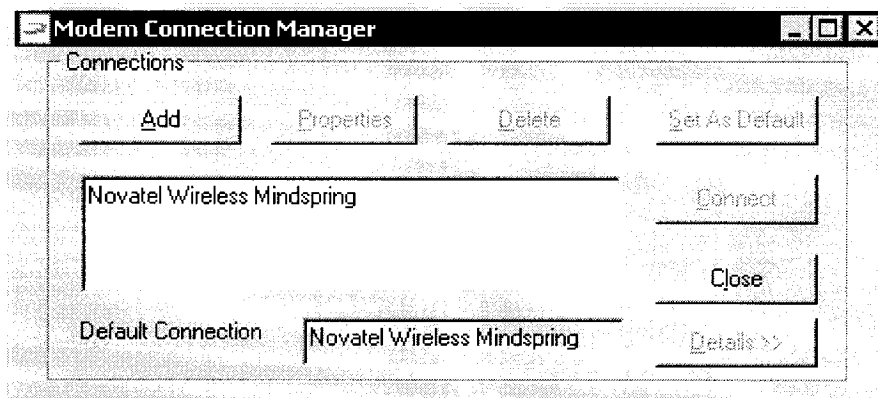 Modem Connection Manager
Connections
Add Properties Delete Set As Default
Novatel Wireless Mindspring
Connect
Close
Default Connection Novatel Wireless Mindspring Details >>